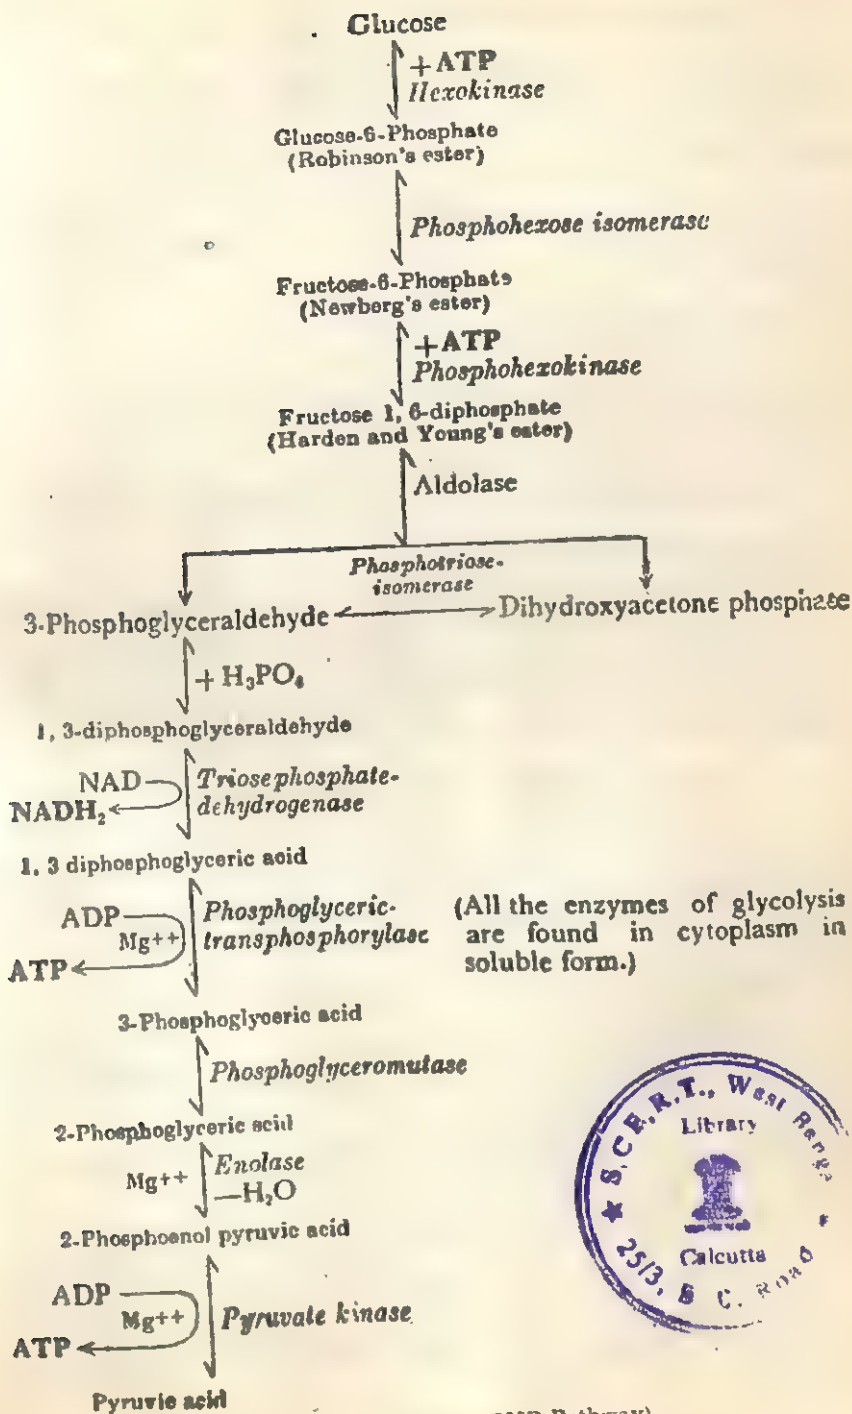 Glucose
+ATP
Hexokinase
Glucose-6-Phosphate
(Robinson's ester)
Phosphohexose isomerase
Fructose-6-Phosphate
(Newberg's ester)
+ATP
Phosphohexokinase
Fructose 1, 6-diphosphate
(Harden and Young's ester)
Aldolase
Phosphotriose-
isomerase
3-Phosphoglyceraldehyde
Dihydroxyacetone phosphate
+ H₃PO₄
1, 3-diphosphoglyceraldehyde
NAD
Triosephosphate-
NADH₂
dehydrogenase
1, 3 diphosphoglyceric acid
ADP
Phosphoglyceric-
(All the enzymes of glycolysis
Mg++
transphosphorylase
are found in cytoplasm in
ATP
soluble form.)
3-Phosphoglyceric acid
Phosphoglyceromutase
2-Phosphoglyceric acid
Mg++
Enolase
—H₂O
2-Phosphoenol pyruvic acid
ADP
Mg++
Pyruvate kinase
ATP
Pyruvic acid
S.C.E.R.T., West Benga
Library
Calcutta
25/3, B C. ROAD